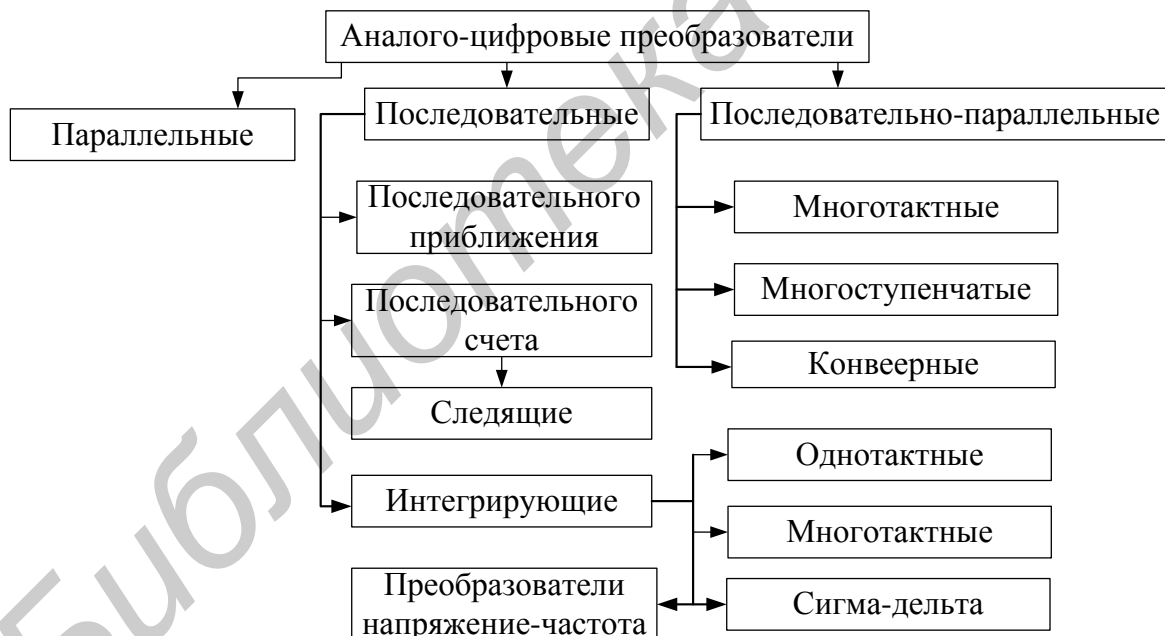 Аналого-цифровые преобразователи
Параллельные
Последовательные
Последовательно-параллельные
Последовательного
приближения
Последовательного
счета
Следящие
Интегрирующие
Многотактные
Многоступенчатые
Конвеерные
Однотактные
Многотактные
Сигма-дельта
Преобразователи
напряжение-частота
Библиотека